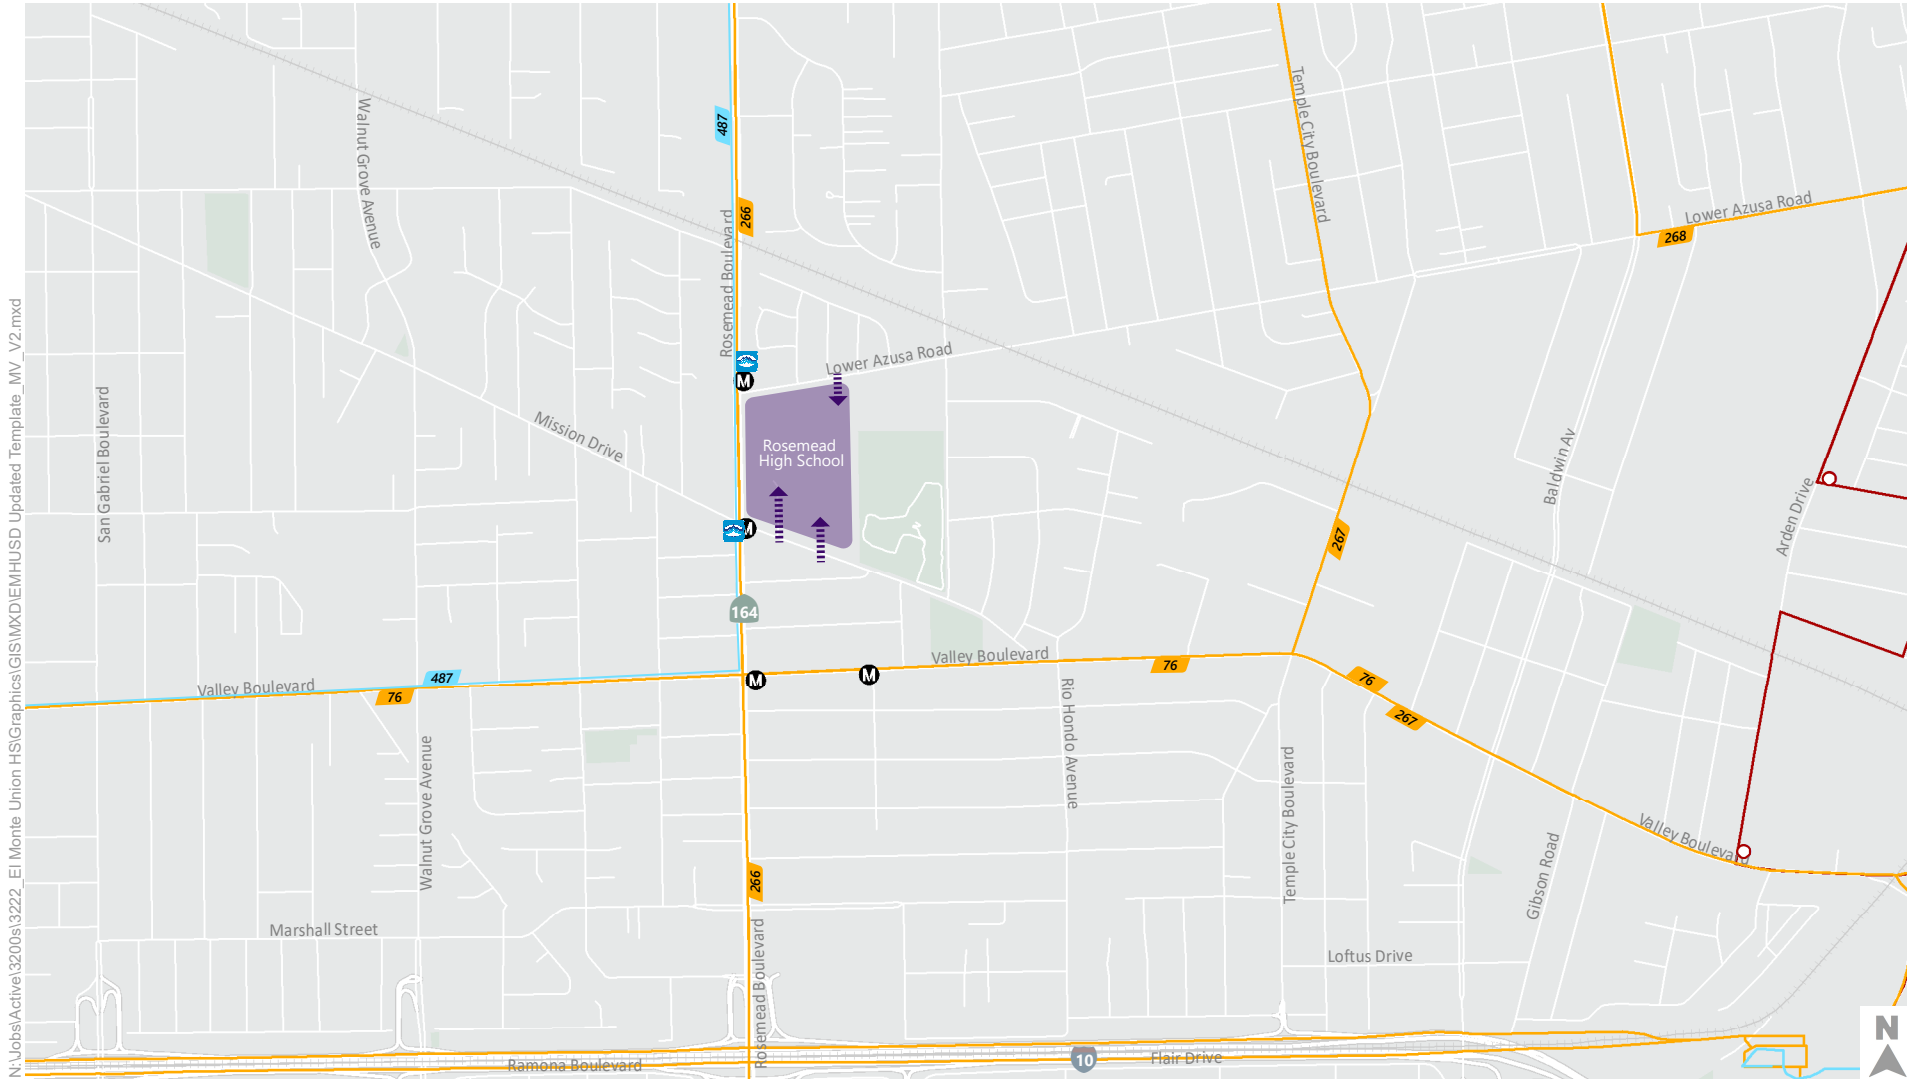 N:\Jobs\Active\3200s\3222_El Monte Union HS\Graphics\GIS\MXD\EMHUSD Updated Template_MV_V2.mxd
487
Walnut Grove Avenue
Temple City Boulevard
266
Rosemead Boulevard
Lower Azusa Road
268
Lower Azusa Road
M
San Gabriel Boulevard
Mission Drive
Rosemead
High School
Baldwin Av
Arden Drive
M
267
164
Valley Boulevard
76
487
Valley Boulevard
76
M
M
76
267
Rio Hondo Avenue
Walnut Grove Avenue
Temple City Boulevard
Valley Boulevard
Gibson Road
266
Marshall Street
Rosemead Boulevard
Loftus Drive
Ramona Boulevard
10
Flair Drive
N